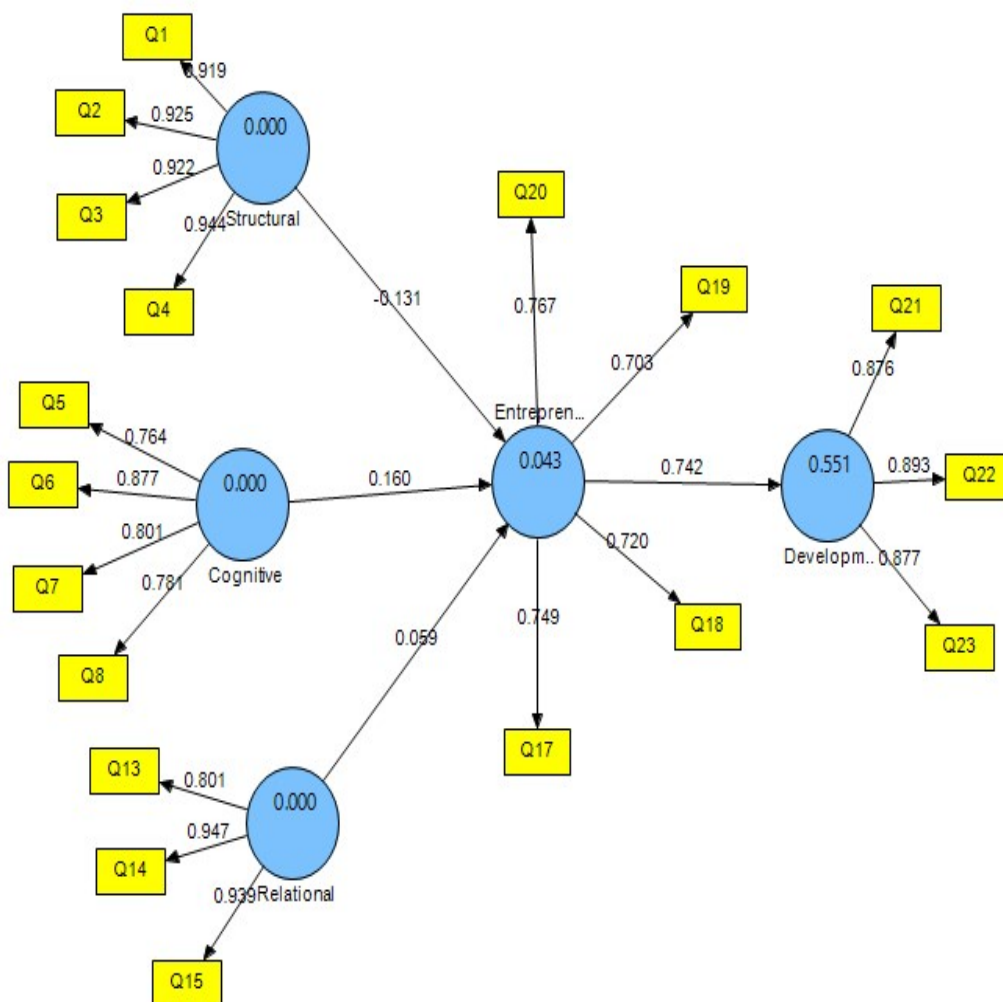 Q1
0.919
Q2
0.925
0.000
0.922
Q3
0.944
Structural
Q4
-0.131
Q20
0.767
Q19
0.703
Q21
0.876
Q5
0.764
Q6
0.877
0.000
0.801
Q7
0.781
Cognitive
Q8
0.160
Entrepren...
0.043
0.742
0.551
0.893
Q22
Developm...
0.877
Q23
0.720
Q18
0.749
Q17
0.059
Q13
0.801
0.000
0.947
Q14
0.939
Relational
Q15